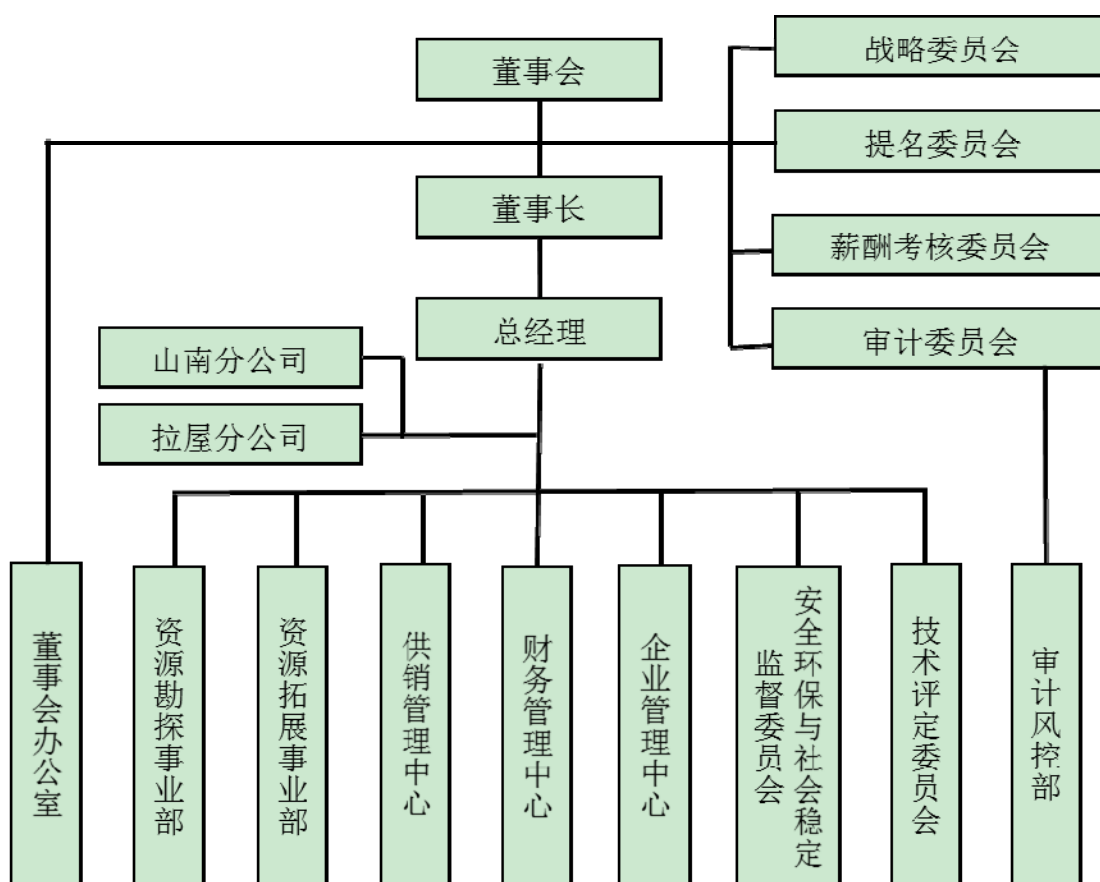 董事会
战略委员会
提名委员会
董事长
薪酬考核委员会
总经理
审计委员会
山南分公司
拉屋分公司
董事会办公室
资源勘探事业部
资源拓展事业部
供销管理中心
财务管理中心
企业管理中心
安全环保与社会稳定
监督委员会
技术评定委员会
审计风控部